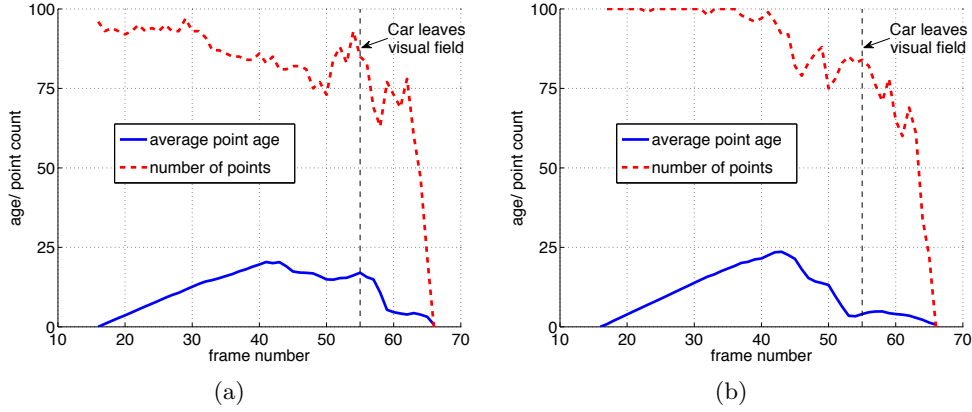 100
75
50
25
0
age/ point count
Car leaves
visual field
average point age
number of points
10 20 30 40 50 60 70
frame number
(a)
100
75
50
25
0
age/ point count
Car leaves
visual field
average point age
number of points
10 20 30 40 50 60 70
frame number
(b)